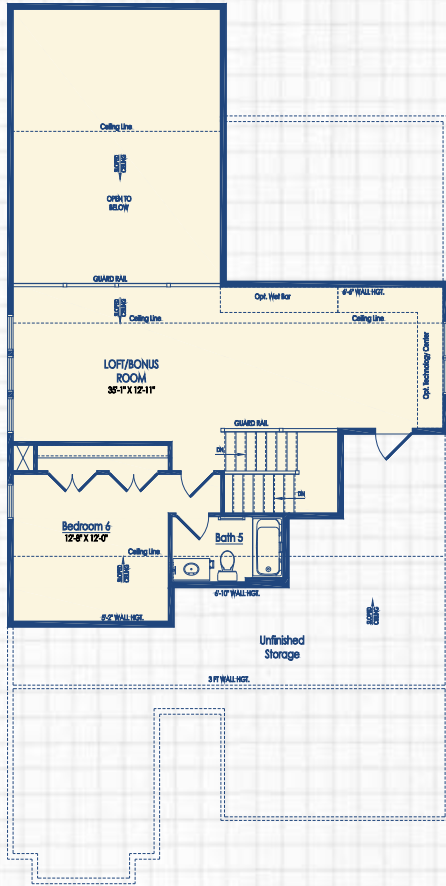 Ceiling Line
SLOPED
CEILING
OPEN TO
BELOW
GUARD RAIL
SLOPED
CEILING
Ceiling Line
Opt. Wet Bar
6'-6" WALL HGT.
Ceiling Line
Opt. Technology Center
LOFT/BONUS
ROOM
35'-1" X 12'-11"
GUARD RAIL
DN
DN
Bedroom 6
12'-8" X 12'-0"
Bath 5
Ceiling Line
SLOPED
CEILING
5'-2" WALL HGT.
6'-10" WALL HGT.
SLOPED
CEILING
Unfinished
Storage
3 FT WALL HGT.